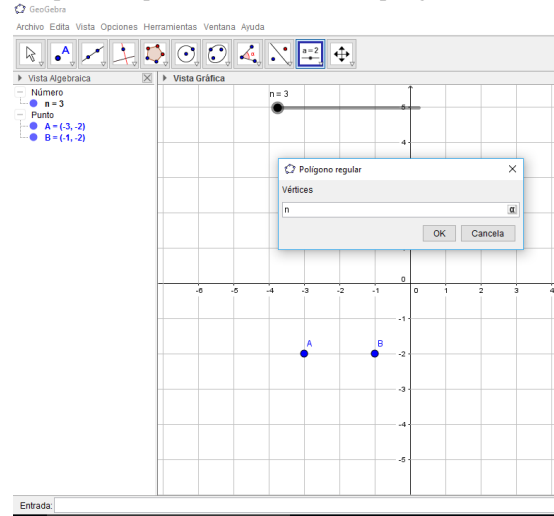 GeoGebra
Archivo Edita Vista Opciones Herramientas Ventana Ayuda
A
a=2
Vista Algebraica
Vista Gráfica
Número
n = 3
Punto
A = (-3, -2)
B = (-1, -2)
n = 3
5
4
Polígono regular
Vértices
n
α
OK Cancela
0
-6 -5 -4 -3 -2 -1 0 1 2 3 4
-1
A B
-2
-3
-4
-5
Entrada: